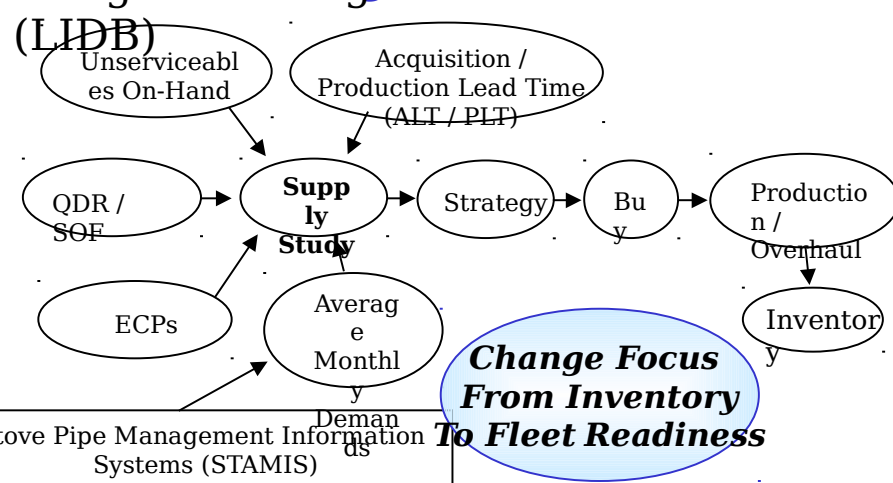 (LIDB)
Unserviceabl
es On-Hand
Acquisition /
Production Lead Time
(ALT / PLT)
QDR /
SOF
Supp
ly
Study
Strategy
Bu
y
Productio
n /
Overhaul
ECPs
Averag
e
Monthl
y
Deman
ds
Inventor
y
Change Focus
From Inventory
To Fleet Readiness
tove Pipe Management Information
Systems (STAMIS)